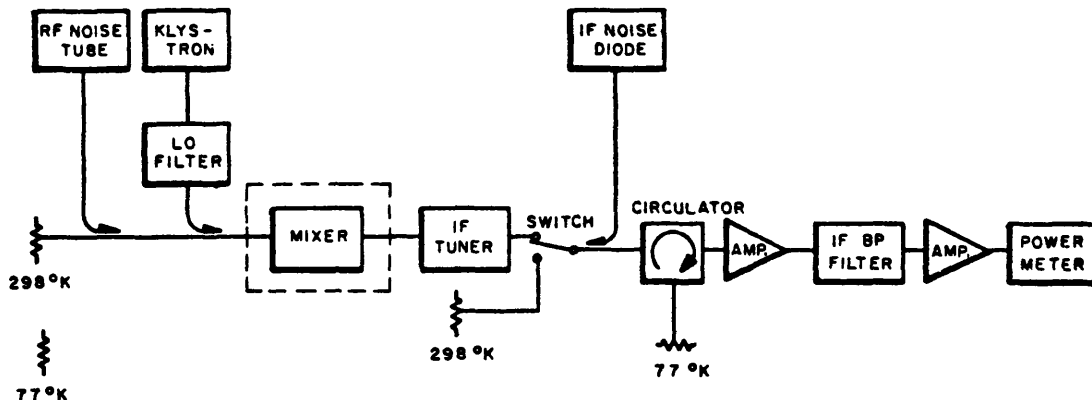 RF NOISE
TUBE
KLYS-
TRON
IF NOISE
DIODE
LO
FILTER
MIXER
IF
TUNER
SWITCH
CIRCULATOR
AMP.
IF BP
FILTER
AMP.
POWER
METER
298°K
298°K
77°K
77°K